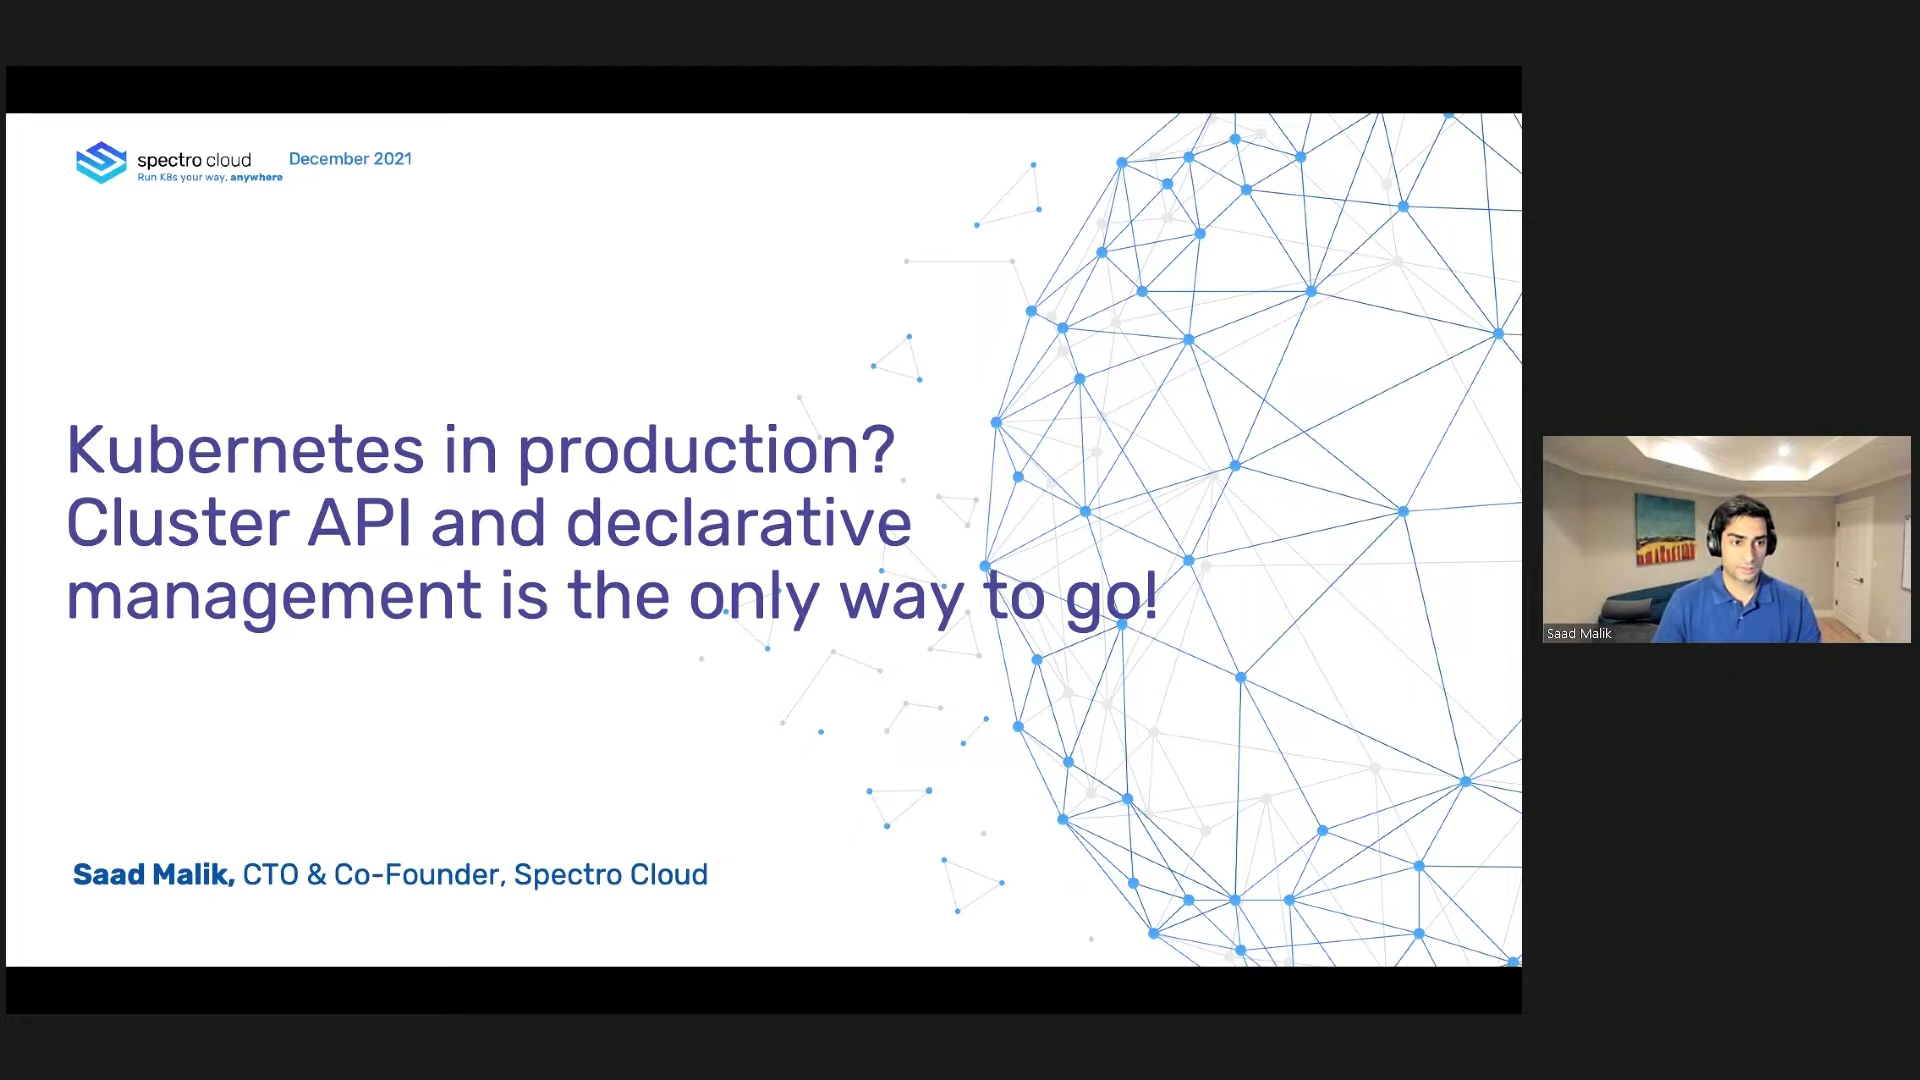 spectro cloud
Run K8s your way, anywhere
December 2021
Kubernetes in production?
Cluster API and declarative
management is the only way to go!
Saad Malik, CTO & Co-Founder, Spectro Cloud
Saad Malik